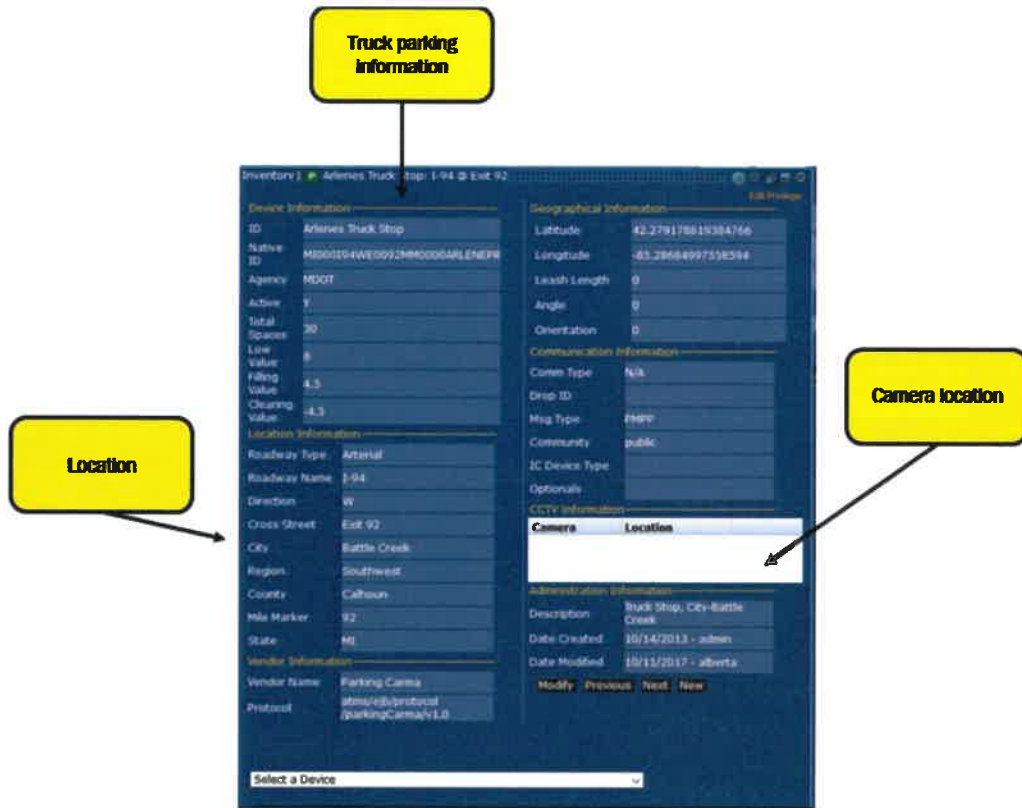 Truck parking
information
Inventory] P Arlenes Truck Stop: I-94 @ Exit 92
Edit Privilege
Device Information
ID Arlenes Truck Stop
Native
ID
Agency MDOT
Active Y
Total
Spaces 30
Low
Value
Filling
Value 4.5
Clearing
Value -4.5
Location Information
Roadway Type Arterial
Roadway Name I-94
Direction W
Cross Street Exit 92
City Battle Creek
Region Southwest
County Calhoun
Mile Marker 92
State MI
Vendor Information
Vendor Name Parking Carma
Protocol atms/ejb/protocol
/parkingCarma/v1.0
Geographical Information
Latitude 42.279178619384766
Longitude
Leash Length 0
Angle 0
Orientation 0
Communication Information
Comm Type N/A
Drop ID
Msg Type PMPP
Community public
IC Device Type
Optionals
CCTV Information
Camera Location
Administration Information
Description Truck Stop, City-Battle
Creek
Date Created 10/14/2013 - admin
Date Modified 10/11/2017 - alberta
Modify Previous Next New
Select a Device
Location
Camera location